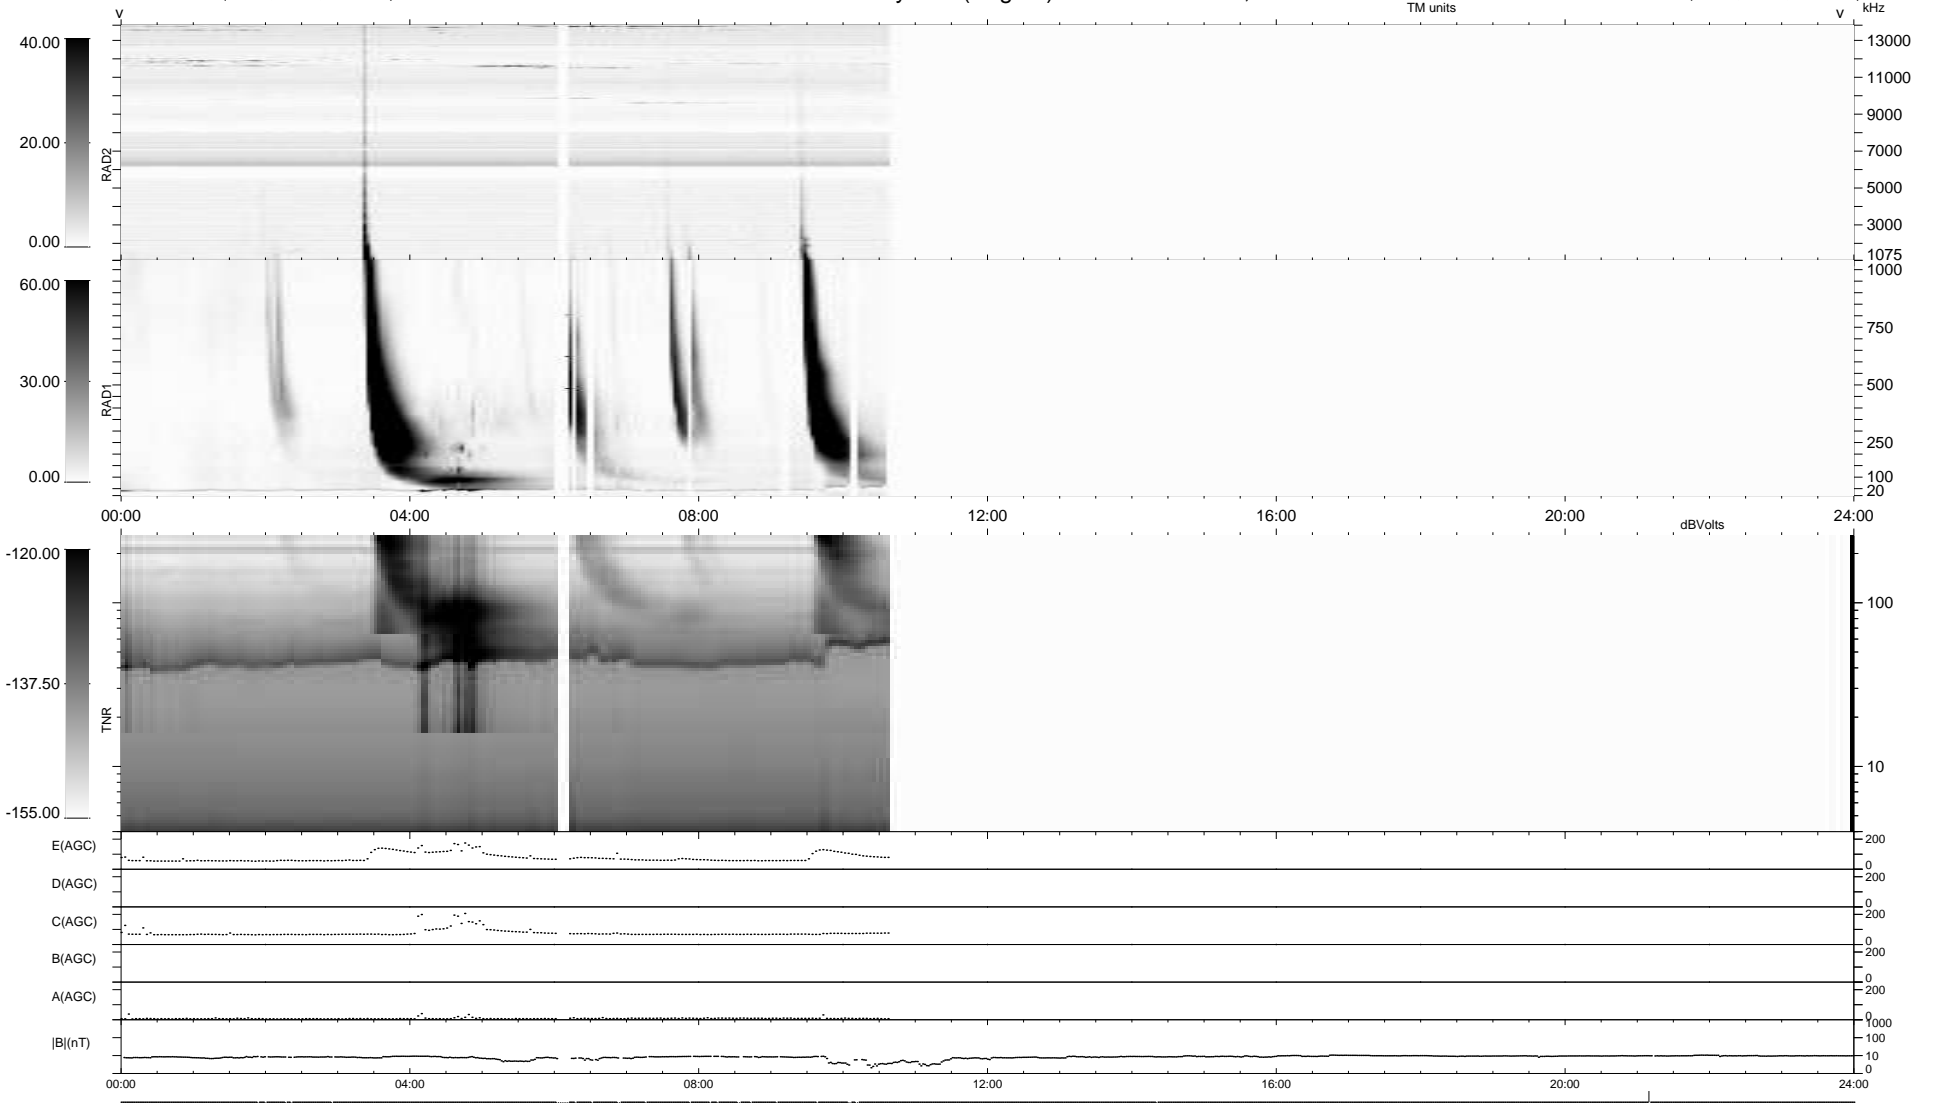 TM units
kHz
v
v
40.00
20.00
0.00
RAD2
13000
11000
9000
7000
5000
3000
1075
60.00
30.00
0.00
RAD1
1000
750
500
250
100
20
00:00 04:00 08:00 12:00 16:00 20:00 24:00
dBVolts
-120.00
-137.50
-155.00
TNR
100
10
E(AGC) 200 0
D(AGC) 200 0
C(AGC) 200 0
B(AGC) 200 0
A(AGC) 200 0
|B|(nT) 1000 100 10 0
00:00 04:00 08:00 12:00 16:00 20:00 24:00